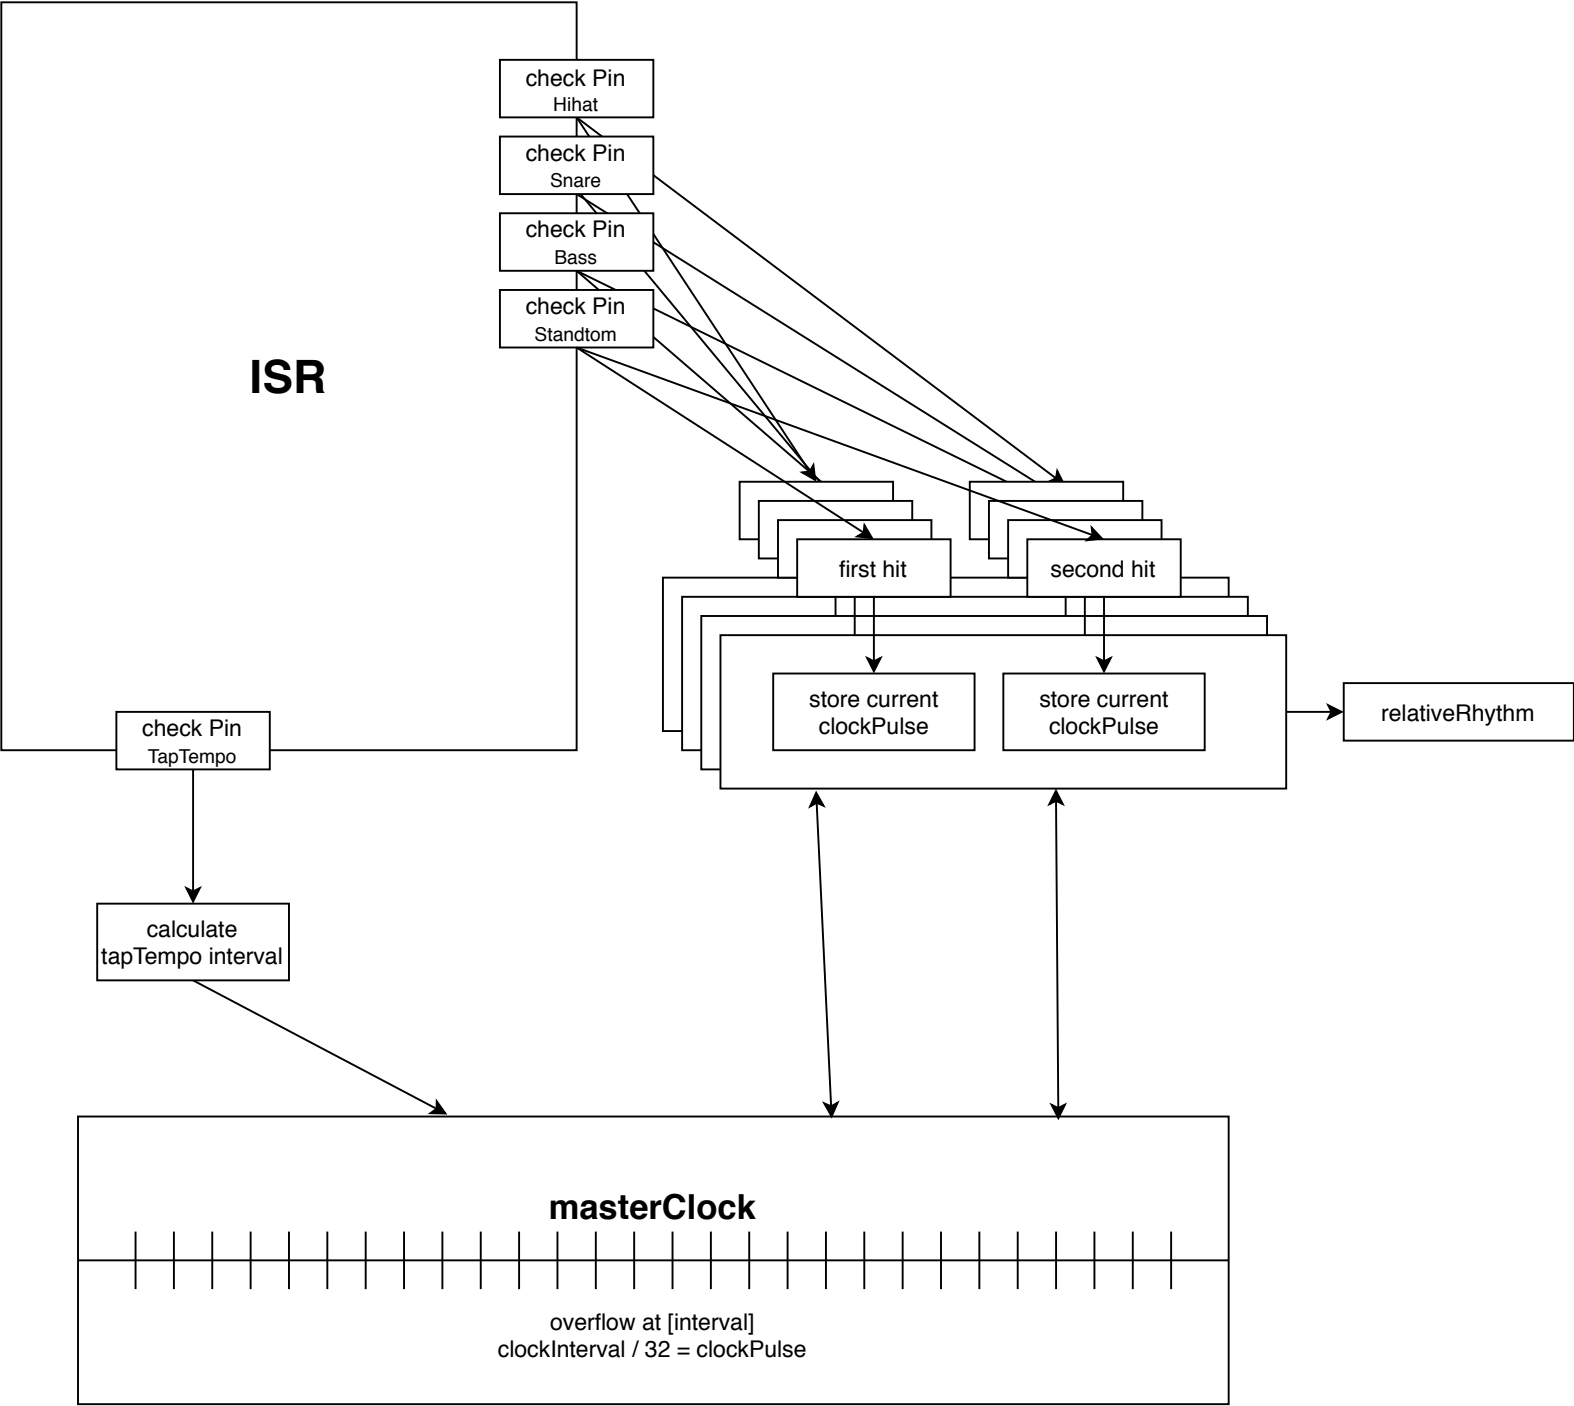 check Pin
Hihat
check Pin
Snare
check Pin
Bass
check Pin
Standtom
ISR
first hit
second hit
store current
clockPulse
store current
clockPulse
relativeRhythm
check Pin
TapTempo
calculate
tapTempo interval
masterClock
overflow at [interval]
clockInterval / 32 = clockPulse